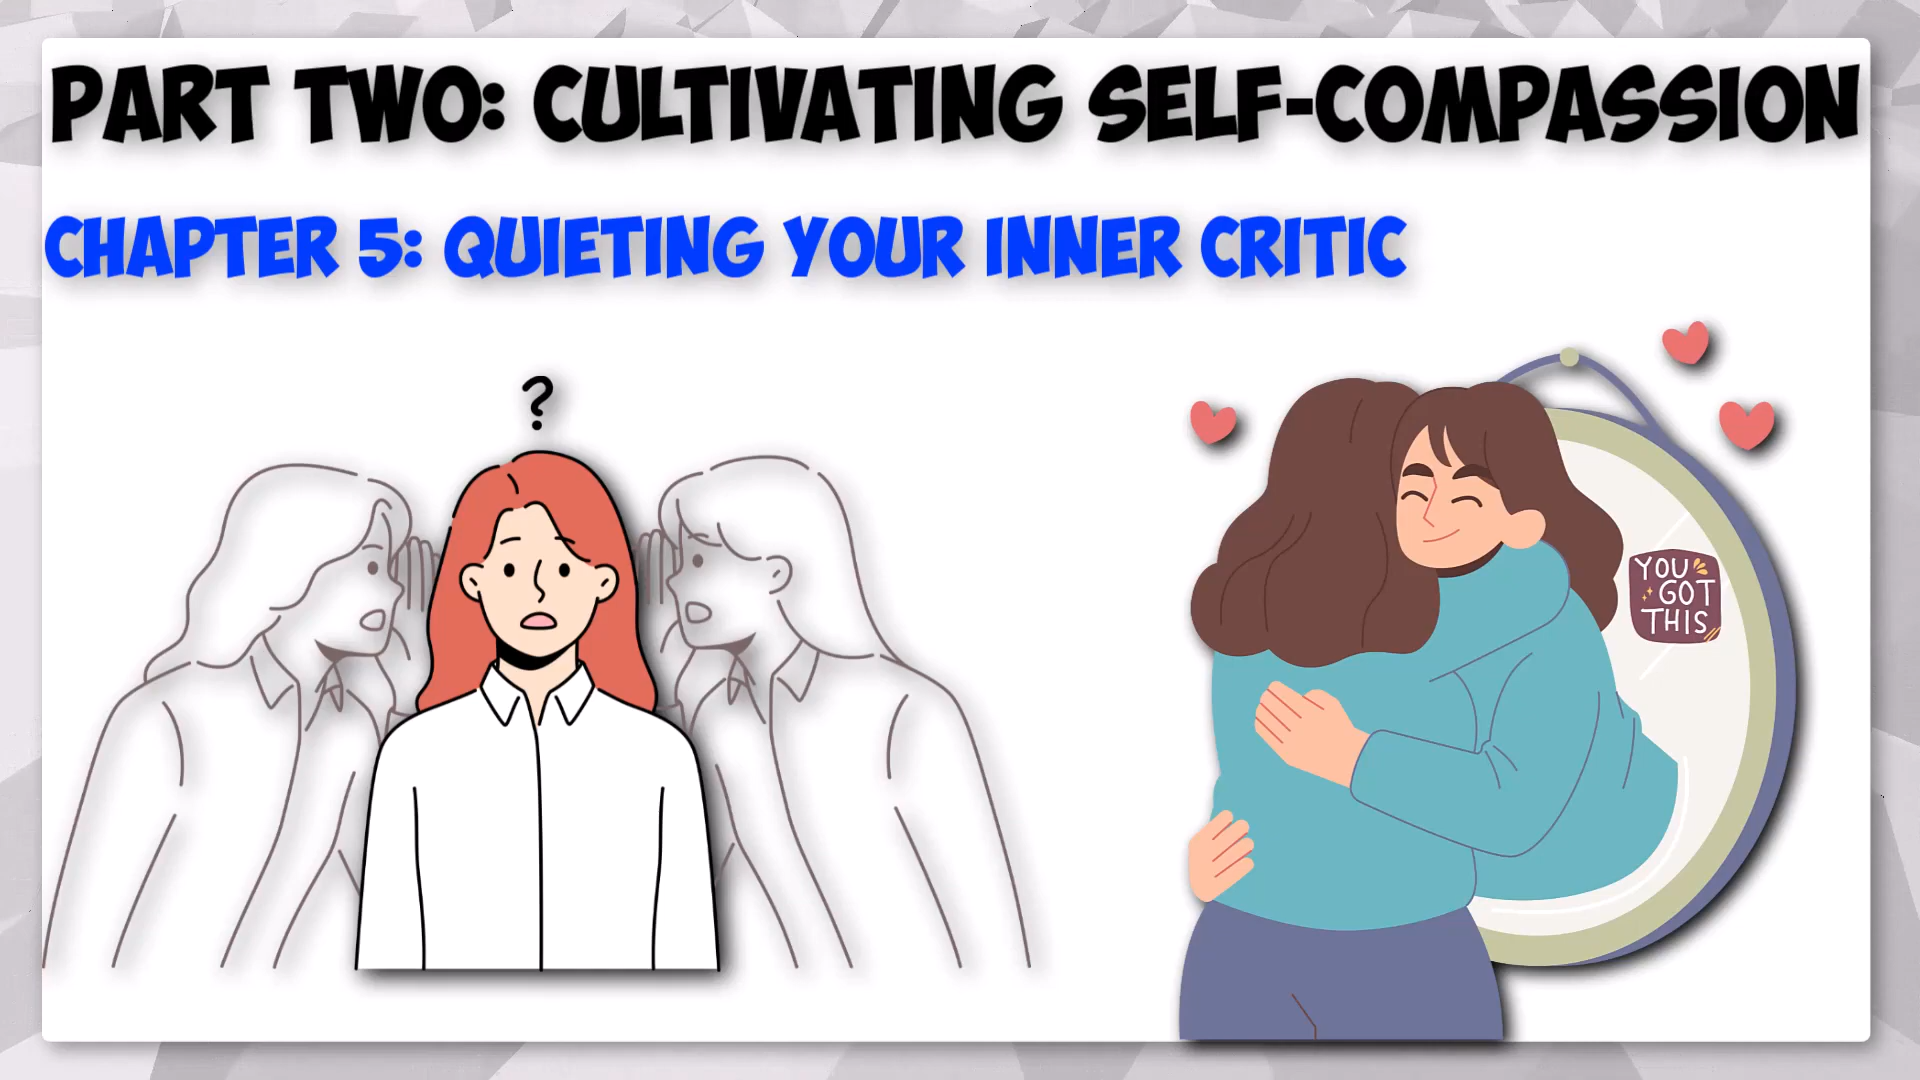 PART TWO: CULTIVATING SELF-COMPASSION
CHAPTER 5: QUIETING YOUR INNER CRITIC
?
YOU
GOT
THIS